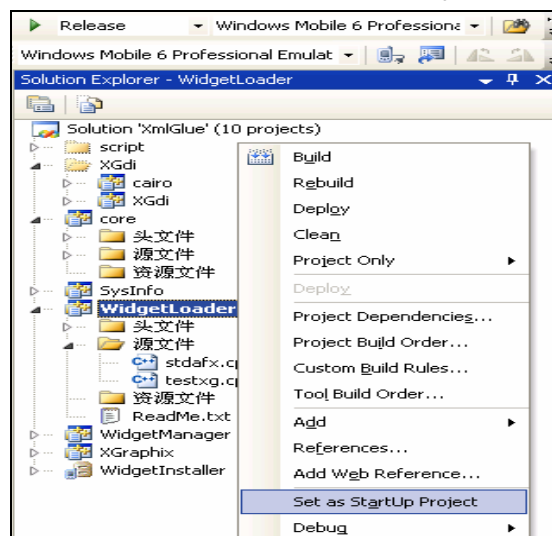 Release Windows Mobile 6 Professiona
Windows Mobile 6 Professional Emulat
Solution Explorer - WidgetLoader
Solution 'XmlGlue' (10 projects)
script
XGdi
cairo
XGdi
core
头文件
源文件
资源文件
SysInfo
WidgetLoader
头文件
源文件
stdafx.c
testxg.c
资源文件
ReadMe.txt
WidgetManager
XGraphix
WidgetInstaller
Build
Rebuild
Deploy
Clean
Project Only
Deploy
Project Dependencies...
Project Build Order...
Custom Build Rules...
Tool Build Order...
Add
References...
Add Web Reference...
Set as StartUp Project
Debug